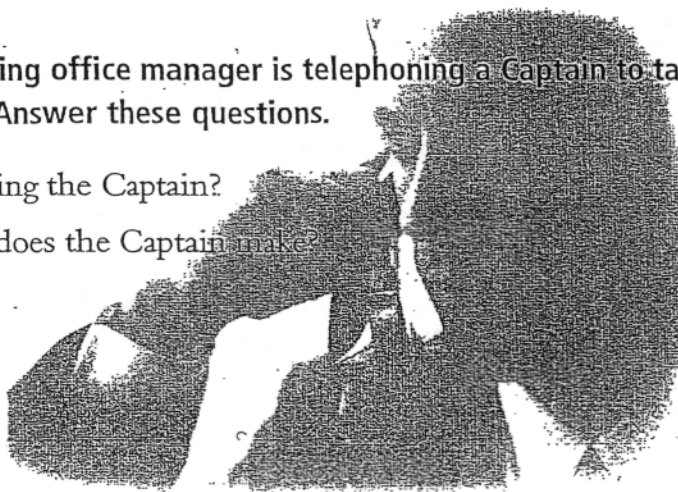 ing office manager is telephoning a Captain to ta
Answer these questions.
ing the Captain?
does the Captain make?